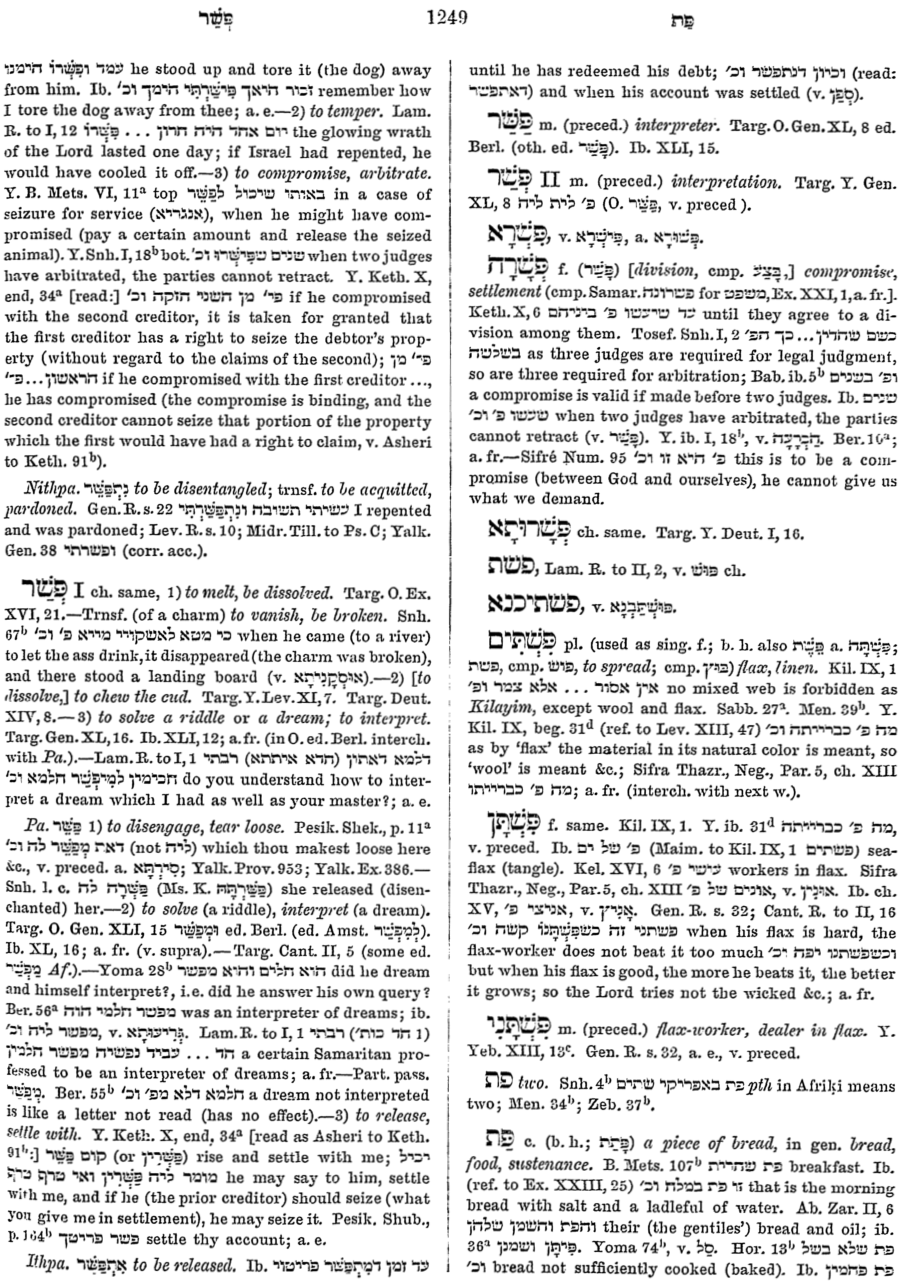 פְּשַׁר 1249 פַּת
עמד ופִשְּׁרוֹ הימנו he stood up and tore it (the dog) away
from him. Ib. זכור היאך פִּישַּׁרְתִּי הימך וכ׳ remember how
I tore the dog away from thee; a. e.—2) to temper. Lam.
R. to I, 12 יום אחד היה חרון ... פִּשְּׁרוֹ the glowing wrath
of the Lord lasted one day; if Israel had repented, he
would have cooled it off.—3) to compromise, arbitrate.
Y. B. Mets. VI, 11ᵃ top באותו שיכול לפַשֵּׁר in a case of
seizure for service (אנגריא), when he might have com-
promised (pay a certain amount and release the seized
animal). Y. Snh. I, 18ᵇ bot. שנים שפִּישְּׁרוּ וכ׳ when two judges
have arbitrated, the parties cannot retract. Y. Keth. X,
end, 34ᵃ [read:] פי׳ מן השני הזקה וכ׳ if he compromised
with the second creditor, it is taken for granted that
the first creditor has a right to seize the debtor's prop-
erty (without regard to the claims of the second); פי׳ מן
הראשון...פי׳ if he compromised with the first creditor ...,
he has compromised (the compromise is binding, and the
second creditor cannot seize that portion of the property
which the first would have had a right to claim, v. Asheri
to Keth. 91ᵇ).
Nithpa. נִתְפַּשֵּׁר to be disentangled; trnsf. to be acquitted,
pardoned. Gen. R. s. 22 עשיתי תשובה ונִתְפַּשַּׁרְתִּי I repented
and was pardoned; Lev. R. s. 10; Midr. Till. to Ps. C; Yalk.
Gen. 38 ופשרתי (corr. acc.).
פְּשַׁר I ch. same, 1) to melt, be dissolved. Targ. O. Ex.
XVI, 21.—Trnsf. (of a charm) to vanish, be broken. Snh.
67ᵇ כי מטא לאשקויי מייא פ׳ וכ׳ when he came (to a river)
to let the ass drink, it disappeared (the charm was broken),
and there stood a landing board (v. אוּסְקָנִיתָא).—2) [to
dissolve,] to chew the cud. Targ. Y. Lev. XI, 7. Targ. Deut.
XIV, 8.—3) to solve a riddle or a dream; to interpret.
Targ. Gen. XL, 16. Ib. XLI, 12; a. fr. (in O. ed. Berl. interch.
with Pa.).—Lam. R. to I, 1 רבתי (חדא איתתא) דלמא דאתון
חכימין למִיפְשַׁר חלמא וכ׳ do you understand how to inter-
pret a dream which I had as well as your master?; a. e.
Pa. פַּשֵּׁר 1) to disengage, tear loose. Pesik. Shek., p. 11ᵃ
דאת מְפַשֵּׁר לה וכ׳ (not ליה) which thou makest loose here
&c., v. preced. a. סִירְתָא; Yalk. Prov. 953; Yalk. Ex. 386.—
Snh. l. c. פַּשְּׁרָה לה (Ms. K. פַּשַּׁרְתָּהּ) she released (disen-
chanted) her.—2) to solve (a riddle), interpret (a dream).
Targ. O. Gen. XLI, 15 וּמְפַשַּׁר ed. Berl. (ed. Amst. לְמִפְשַׁר).
Ib. XL, 16; a. fr. (v. supra).—Targ. Cant. II, 5 (some ed.
מַפְשַׁר Af.).—Yoma 28ᵇ הוא חלים והוא מפשר did he dream
and himself interpret?, i. e. did he answer his own query?
Ber. 56ᵃ מפשר חלמי הוה was an interpreter of dreams; ib.
מפשר ליה וכ׳, v. גְּרִיעוּתָא. Lam. R. to I, 1 רבתי (חד כות׳ 1)
חד ... עביד נפשיה מפשר חלמין a certain Samaritan pro-
fessed to be an interpreter of dreams; a. fr.—Part. pass.
מְפַשַּׁר. Ber. 55ᵇ חלמא דלא מפ׳ וכ׳ a dream not interpreted
is like a letter not read (has no effect).—3) to release,
settle with. Y. Keth. X, end, 34ᵃ [read as Asheri to Keth.
91ᵇ:] קום פַּשֵּׁר (or פַּשְּׁרִין) rise and settle with me; יכיל
מומר ליה פַּשְּׁרִין ואי טרף טרף he may say to him, settle
with me, and if he (the prior creditor) should seize (what
you give me in settlement), he may seize it. Pesik. Shub.,
p. 164ᵇ פשר פריטך settle thy account; a. e.
Ithpa. אִתְפַּשַּׁר to be released. Ib. עד זמן דמִתְפַּשַּׁר פריטוי
until he has redeemed his debt; וכיון דנתפשר וכ׳ (read:
דאתפשר) and when his account was settled (v. סְפַן).
פַּשָּׁר m. (preced.) interpreter. Targ. O. Gen. XL, 8 ed.
Berl. (oth. ed. פָּשַׁר). Ib. XLI, 15.
פְּשַׁר II m. (preced.) interpretation. Targ. Y. Gen.
XL, 8 פ׳ לית ליה (O. פָּשַׁר, v. preced).
פִּשְׁרָא, v. פִּישְׁרָא, a. פְּשׁוּרָא.
פְּשָׁרָה f. (פָּשַׁר) [division, cmp. בֶּצַע,] compromise,
settlement (cmp. Samar. פשרונה for משפט, Ex. XXI, 1, a. fr.].
Keth. X, 6 עד שיעשו פ׳ ביניהם until they agree to a di-
vision among them. Tosef. Snh. I, 2 כשם שהדין...כך הפ׳
בשלשה as three judges are required for legal judgment,
so are three required for arbitration; Bab. ib. 5ᵇ ופ׳ בשנים
a compromise is valid if made before two judges. Ib. שנים
שעשו פ׳ וכ׳ when two judges have arbitrated, the parties
cannot retract (v. פָּשַׁר). Y. ib. I, 18ᵇ, v. הַכְרָעָה. Ber. 10ᵃ;
a. fr.—Sifré Num. 95 פ׳ היא זו וכ׳ this is to be a com-
promise (between God and ourselves), he cannot give us
what we demand.
פְּשָׁרוּתָא ch. same. Targ. Y. Deut. I, 16.
פשת, Lam. R. to II, 2, v. פּוּשׁ ch.
פשתיכנא, v. פּוּשְׁתַּבְנָא.
פִּשְׁתִּים pl. (used as sing. f.; b. h. also פִּשְׁתָּה a. פֵּשֶׁת;
פשת, cmp. פּוּשׁ, to spread; cmp. בּוּץ) flax, linen. Kil. IX, 1
אין אסור ... אלא צמר ופ׳ no mixed web is forbidden as
Kilayim, except wool and flax. Sabb. 27ᵃ. Men. 39ᵇ. Y.
Kil. IX, beg. 31ᵈ (ref. to Lev. XIII, 47) מה פ׳ כברייתה וכ׳
as by 'flax' the material in its natural color is meant, so
'wool' is meant &c.; Sifra Thazr., Neg., Par. 5, ch. XIII
מה פ׳ כברייתו; a. fr. (interch. with next w.).
פִּשְׁתָּן f. same. Kil. IX, 1. Y. ib. 31ᵈ מה פ׳ כברייתה,
v. preced. Ib. פ׳ של ים (Maim. to Kil. IX, 1 פשתים) sea-
flax (tangle). Kel. XVI, 6 עושי פ׳ workers in flax. Sifra
Thazr., Neg., Par. 5, ch. XIII אונים של פ׳, v. אוּנִין. Ib. ch.
XV, אניצי פ׳, v. אֲנִיץ. Gen. R. s. 32; Cant. R. to II, 16
פשתני זה כשפִּשְׁתָּנוֹ קשה וכ׳ when his flax is hard, the
flax-worker does not beat it too much וכשפשתנו יפה וכ׳
but when his flax is good, the more he beats it, the better
it grows; so the Lord tries not the wicked &c.; a. fr.
פִּשְׁתָּנִי m. (preced.) flax-worker, dealer in flax. Y.
Yeb. XIII, 13ᶜ. Gen. R. s. 32, a. e., v. preced.
פת two. Snh. 4ᵇ פת באפריקי שתים pth in Afriḳi means
two; Men. 34ᵇ; Zeb. 37ᵇ.
פַּת c. (b. h.; פָּתַת) a piece of bread, in gen. bread,
food, sustenance. B. Mets. 107ᵇ פת שחרית breakfast. Ib.
(ref. to Ex. XXIII, 25) זו פת במלח וכ׳ that is the morning
bread with salt and a ladleful of water. Ab. Zar. II, 6
והפת והשמן שלהן their (the gentiles') bread and oil; ib.
36ᵃ פִּיתָּן ושמנן. Yoma 74ᵇ, v. סַל. Hor. 13ᵇ פת שלא בשל
וכ׳ bread not sufficiently cooked (baked). Ib. פת פחמין